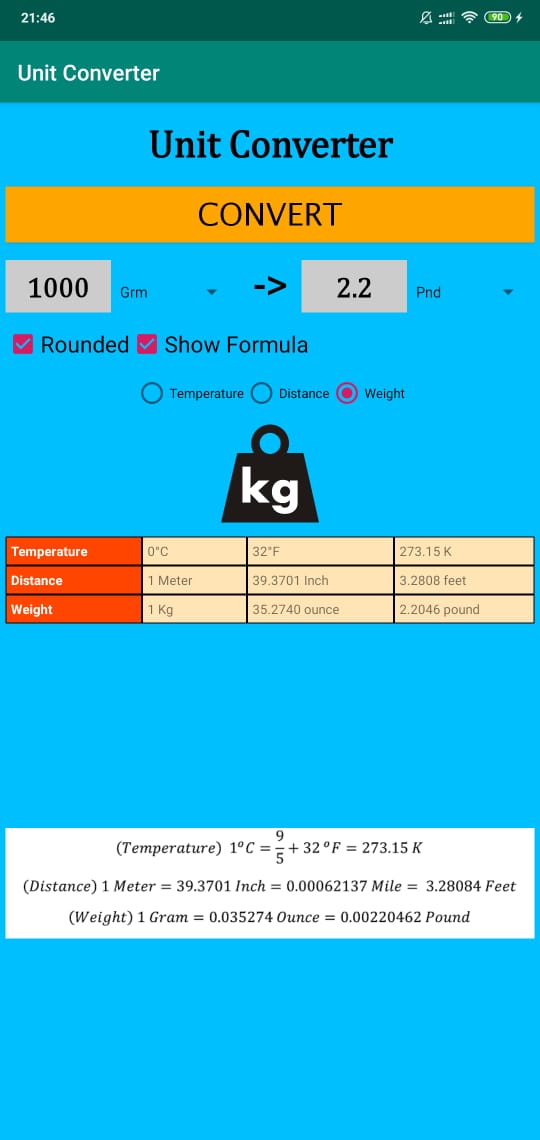 21:46 90
Unit Converter
Unit Converter
CONVERT
1000 Grm -> 2.2 Pnd
Rounded Show Formula
Temperature Distance Weight
kg
Temperature 0°C 32°F 273.15 K
Distance 1 Meter 39.3701 Inch 3.2808 feet
Weight 1 Kg 35.2740 ounce 2.2046 pound
(Temperature) 1°C = 9/5 + 32 °F = 273.15 K
(Distance) 1 Meter = 39.3701 Inch = 0.00062137 Mile = 3.28084 Feet
(Weight) 1 Gram = 0.035274 Ounce = 0.00220462 Pound